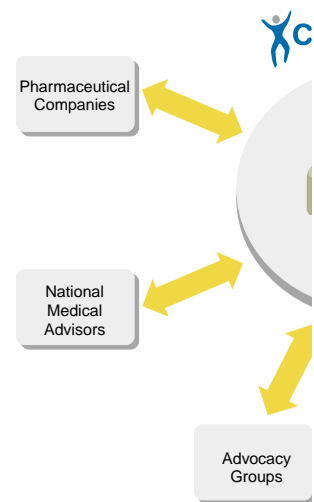 C
Pharmaceutical
Companies
National
Medical
Advisors
Advocacy
Groups